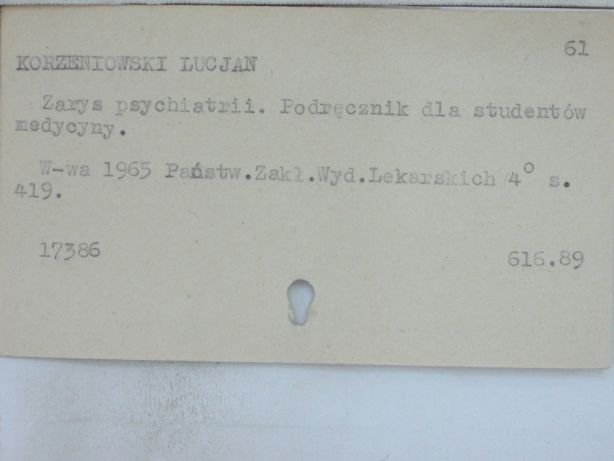 61
KORZENIOWSKI LUCJAN
Zarys psychiatrii. Podręcznik dla studentów
medycyny.
W-wa 1965 Państw.Zakł.Wyd.Lekarskich 4° s.
419.
17386
616.89